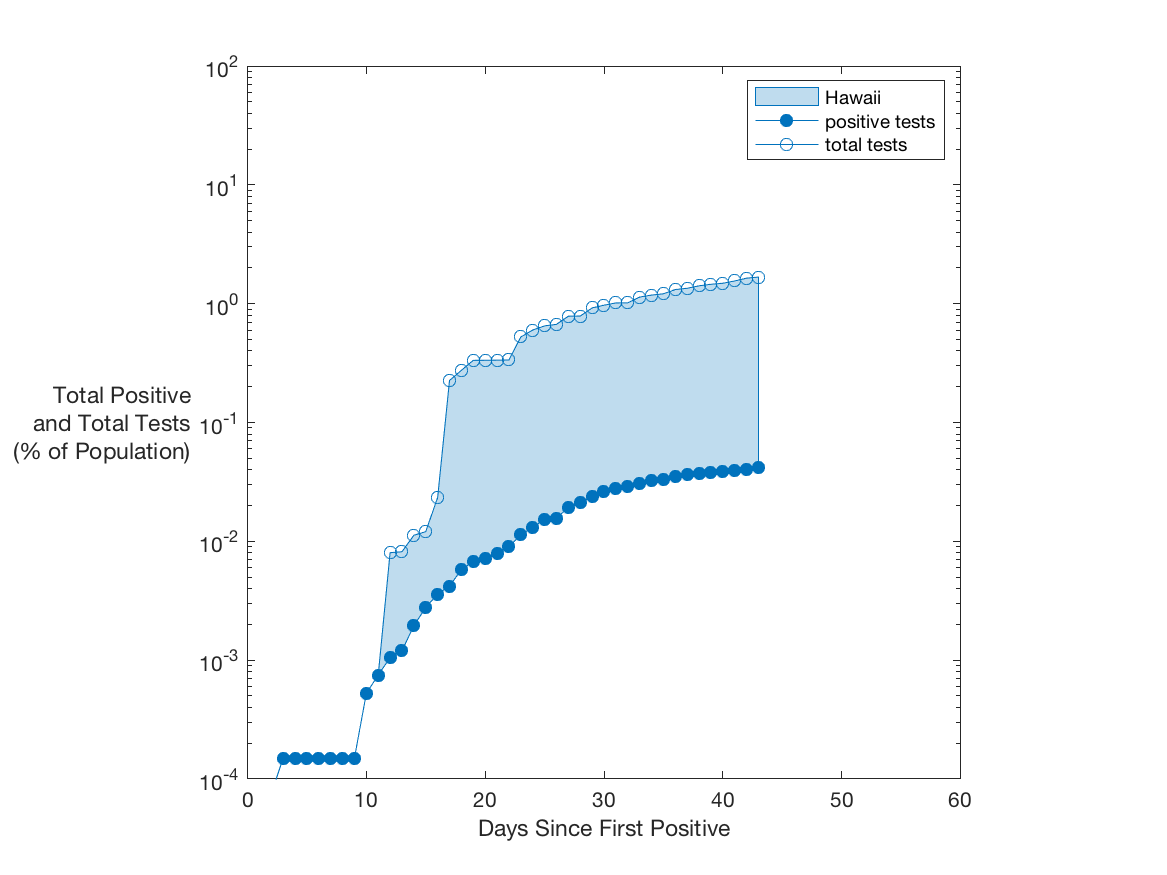 10^2
10^1
10^0
10^-1
10^-2
10^-3
10^-4
Total Positive
and Total Tests
(% of Population)
Hawaii
positive tests
total tests
0 10 20 30 40 50 60
Days Since First Positive